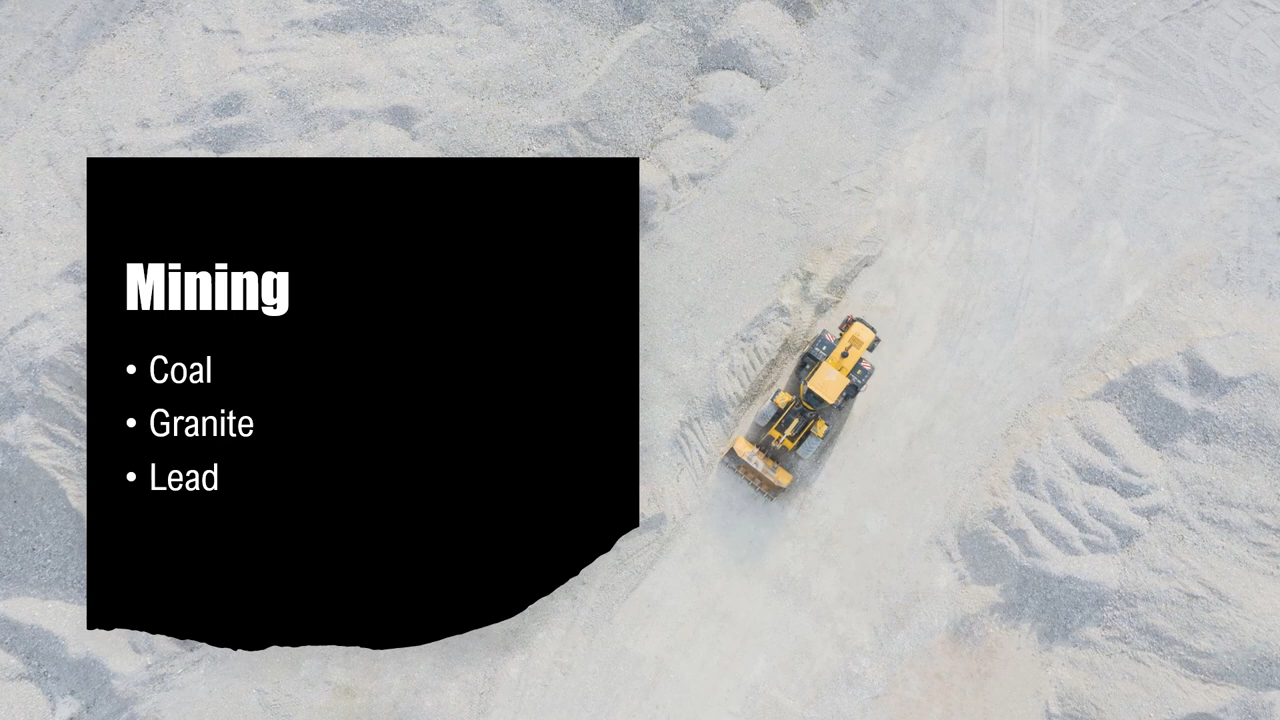 Mining
• Coal
• Granite
• Lead